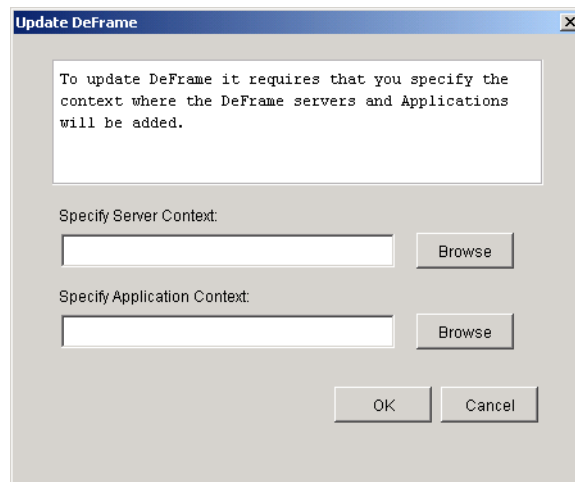 Update DeFrame
To update DeFrame it requires that you specify the
context where the DeFrame servers and Applications
will be added.
Specify Server Context:
Browse
Specify Application Context:
Browse
OK Cancel